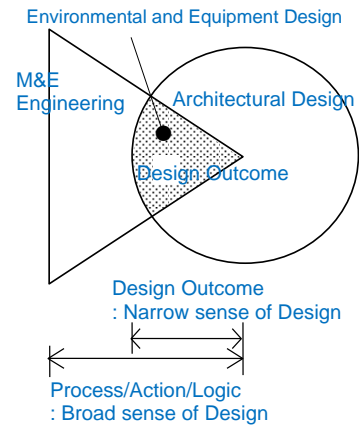 Environmental and Equipment Design
M&E
Engineering
Architectural Design
Design Outcome
Design Outcome
: Narrow sense of Design
Process/Action/Logic
: Broad sense of Design